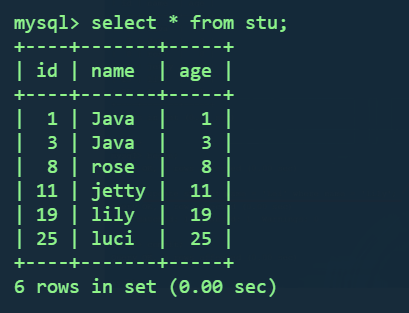 mysql> select * from stu;
+----+-------+-----+
| id | name  | age |
+----+-------+-----+
|  1 | Java  |   1 |
|  3 | Java  |   3 |
|  8 | rose  |   8 |
| 11 | jetty |  11 |
| 19 | lily  |  19 |
| 25 | luci  |  25 |
+----+-------+-----+
6 rows in set (0.00 sec)